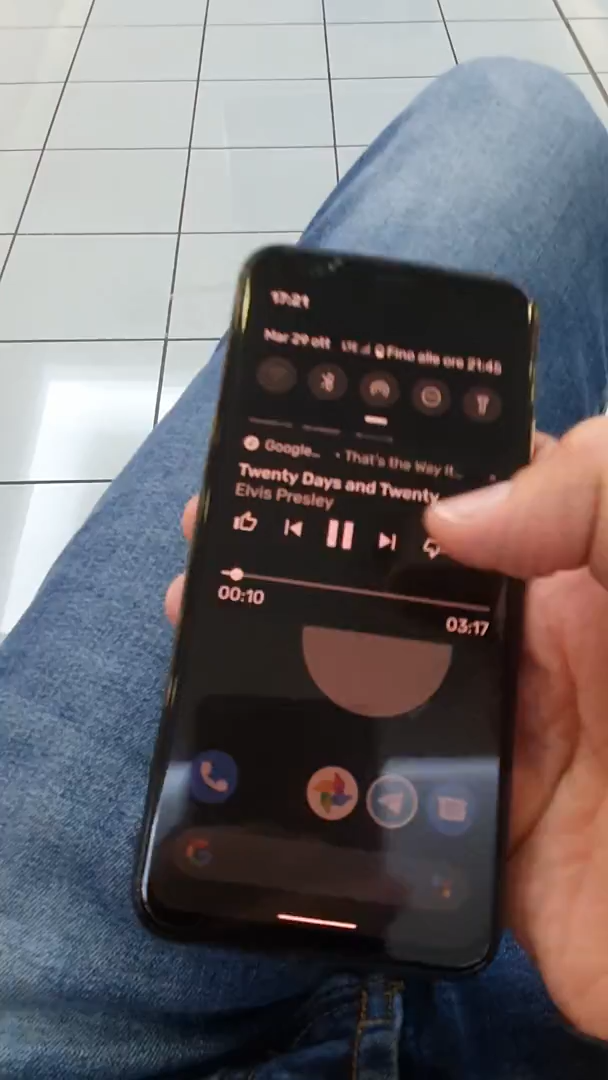 17:21
Mar 29 ott LTE Fino alle ore 21:45
Google... • That's the Way It...
Twenty Days and Twenty
Elvis Presley
00:10
03:17
G